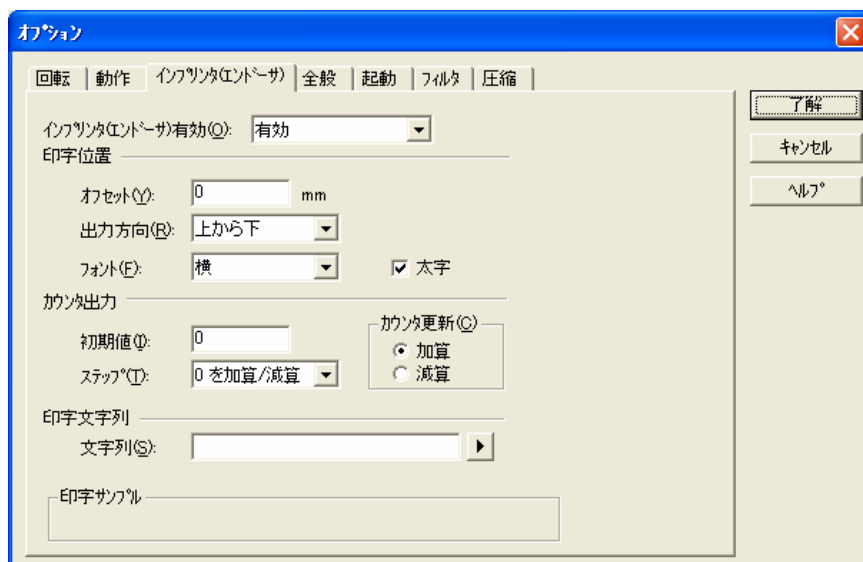 オプション
回転 動作 インプリンタ(エンドーサ) 全般 起動 フィルタ 圧縮
インプリンタ(エンドーサ)有効(O): 有効
了解
印字位置
キャンセル
オフセット(Y): 0 mm
ヘルプ
出力方向(R): 上から下
フォント(F): 横 太字
カウンタ出力
カウンタ更新(C)
初期値(I): 0
加算
ステップ(T): 0 を加算/減算
減算
印字文字列
文字列(S):
印字サンプル